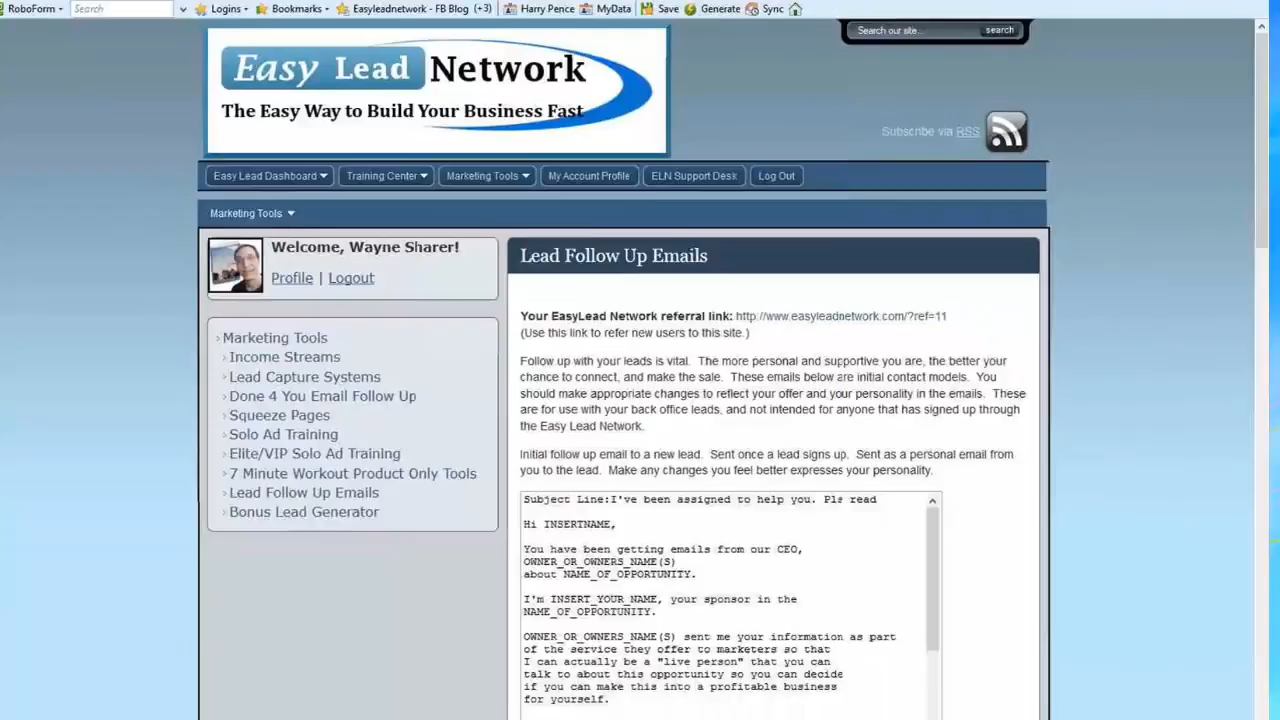 RoboForm Search Logins Bookmarks Easyleadnetwork - FB Blog (+3) Harry Pence MyData Save Generate Sync
Search our site... search
Easy Lead Network
The Easy Way to Build Your Business Fast
Subscribe via RSS
Easy Lead Dashboard Training Center Marketing Tools My Account Profile ELN Support Desk Log Out
Marketing Tools
Welcome, Wayne Sharer!
Profile | Logout
Marketing Tools
Income Streams
Lead Capture Systems
Done 4 You Email Follow Up
Squeeze Pages
Solo Ad Training
Elite/VIP Solo Ad Training
7 Minute Workout Product Only Tools
Lead Follow Up Emails
Bonus Lead Generator
Lead Follow Up Emails
Your EasyLead Network referral link: http://www.easyleadnetwork.com/?ref=11
(Use this link to refer new users to this site.)
Follow up with your leads is vital. The more personal and supportive you are, the better your
chance to connect, and make the sale. These emails below are initial contact models. You
should make appropriate changes to reflect your offer and your personality in the emails. These
are for use with your back office leads, and not intended for anyone that has signed up through
the Easy Lead Network.
Initial follow up email to a new lead. Sent once a lead signs up. Sent as a personal email from
you to the lead. Make any changes you feel better expresses your personality.
Subject Line:I've been assigned to help you. Pls read
Hi INSERTNAME,
You have been getting emails from our CEO,
OWNER_OR_OWNERS_NAME(S)
about NAME_OF_OPPORTUNITY.
I'm INSERT_YOUR_NAME, your sponsor in the
NAME_OF_OPPORTUNITY.
OWNER_OR_OWNERS_NAME(S) sent me your information as part
of the service they offer to marketers so that
I can actually be a "live person" that you can
talk to about this opportunity so you can decide
if you can make this into a profitable business
for yourself.